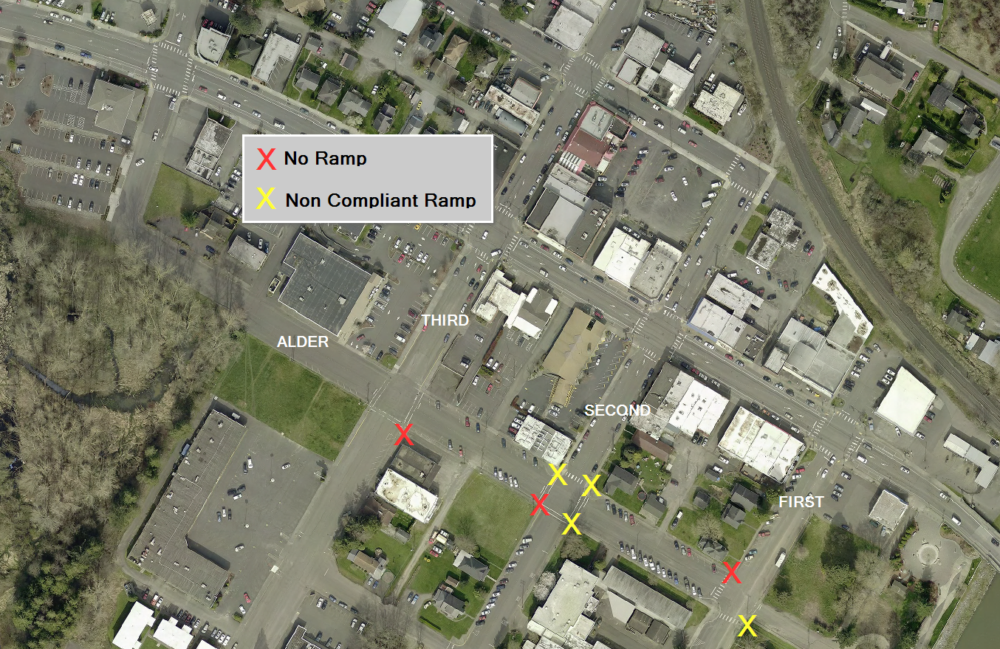 X No Ramp
X Non Compliant Ramp
THIRD
ALDER
SECOND
FIRST
X
X
X
X
X
X
X